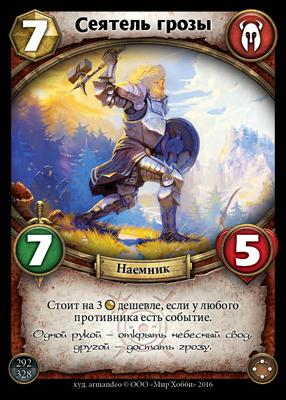 7
Сеятель грозы
7
Наемник
5
Стоит на 3 дешевле, если у любого
противника есть событие.
Одной рукой – открыть небесный свод,
другой – достать грозу.
292
328
худ. armandeo © ООО «Мир Хобби» 2016